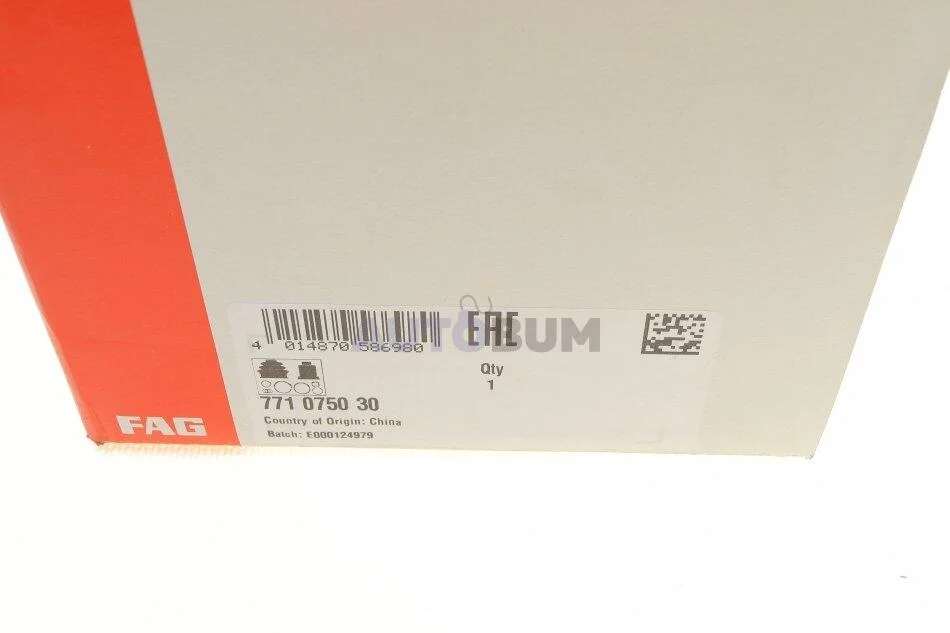 4 014870 586980
EAC
AUTOBUM
Qty
1
771 0750 30
Country of Origin: China
Batch: E000124979
FAG